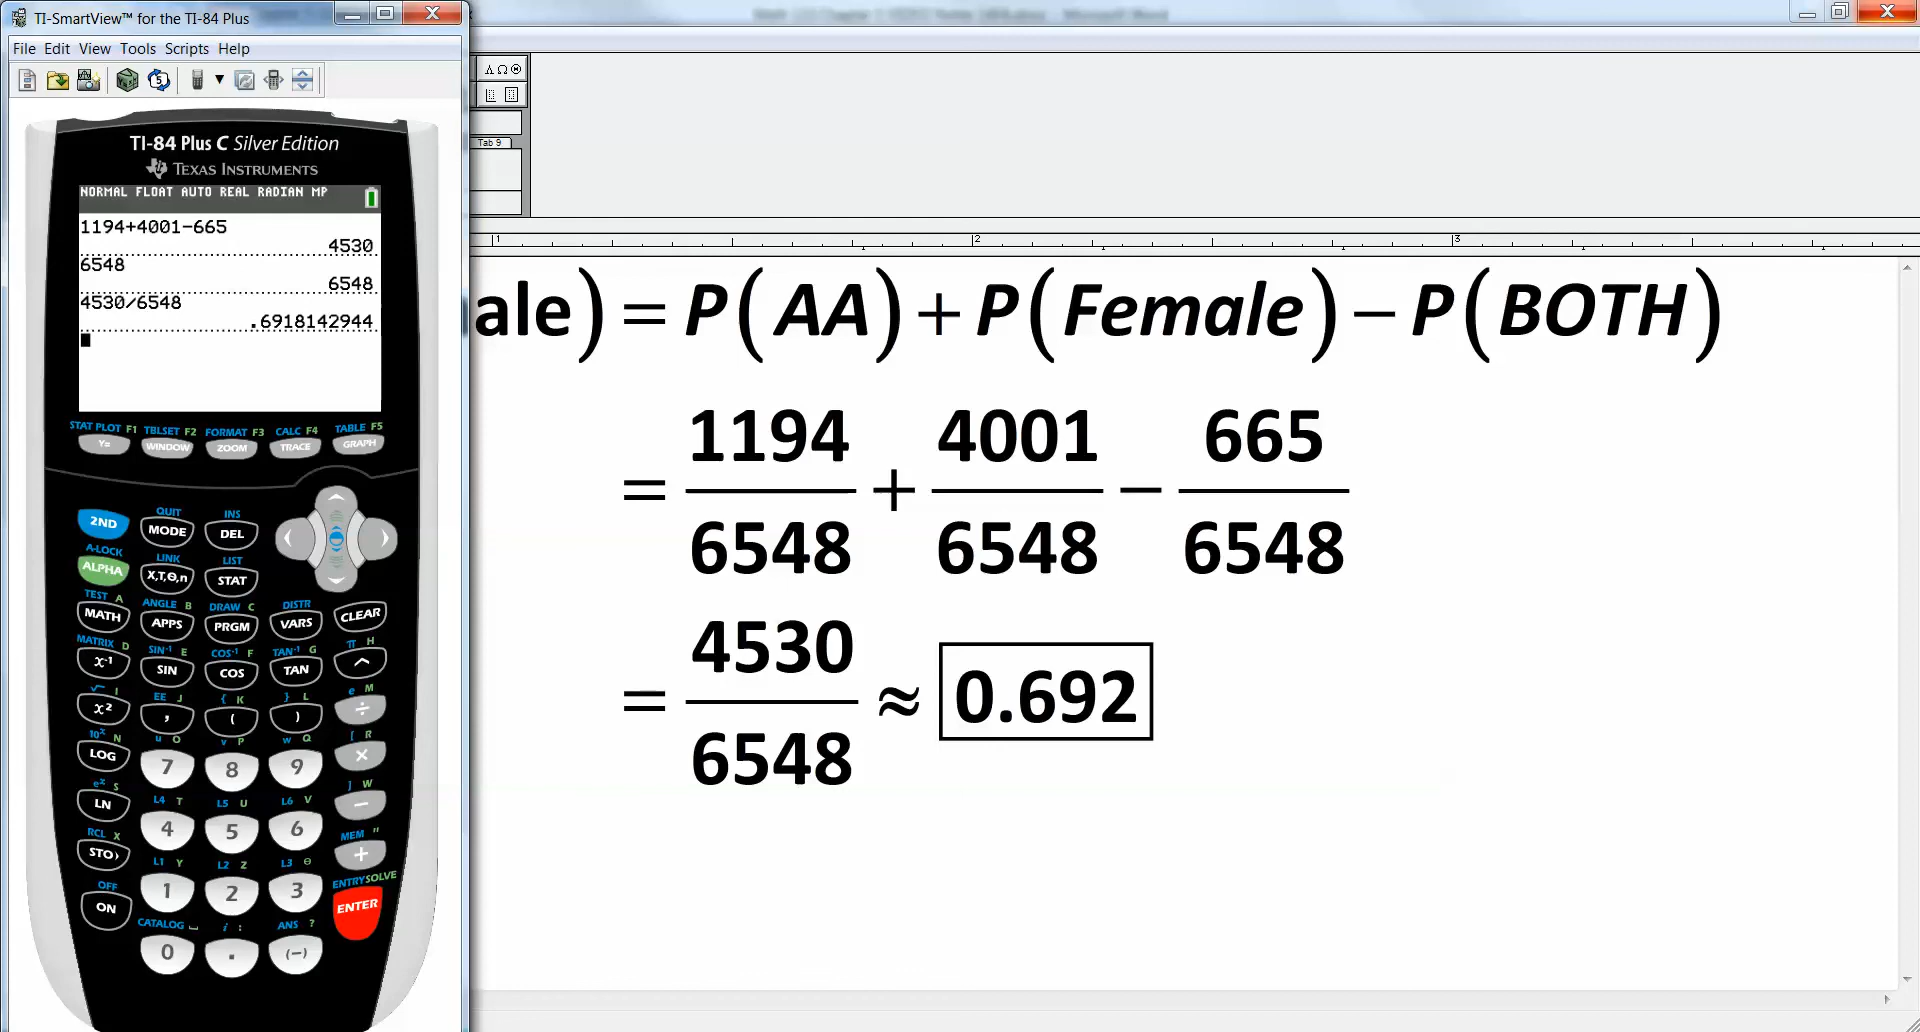 TI-SmartView™ for the TI-84 Plus
File Edit View Tools Scripts Help
Tab 9
1 2 3
TI-84 Plus C Silver Edition
TEXAS INSTRUMENTS
NORMAL FLOAT AUTO REAL RADIAN MP
1194+4001-665
4530
6548
6548
4530/6548
.6918142944
ale) = P(AA) + P(Female) − P(BOTH)
= 1194/6548 + 4001/6548 − 665/6548
= 4530/6548 ≈ 0.692
STAT PLOT F1 TBLSET F2 FORMAT F3 CALC F4 TABLE F5
Y= WINDOW ZOOM TRACE GRAPH
QUIT INS
2ND MODE DEL
A-LOCK LINK LIST
ALPHA X,T,θ,n STAT
TEST A ANGLE B DRAW C DISTR
MATH APPS PRGM VARS CLEAR
MATRIX D SIN⁻¹ E COS⁻¹ F TAN⁻¹ G π H
x⁻¹ SIN COS TAN ^
√ I EE J { K } L e M
x² , ( ) ÷
10ˣ N u O v P w Q [ R
LOG 7 8 9 ×
eˣ S L4 T L5 U L6 V ] W
LN 4 5 6 −
RCL X L1 Y L2 Z L3 θ MEM "
STO› 1 2 3 +
OFF CATALOG ⎵ i : ANS ? ENTRY SOLVE
ON 0 . (−) ENTER